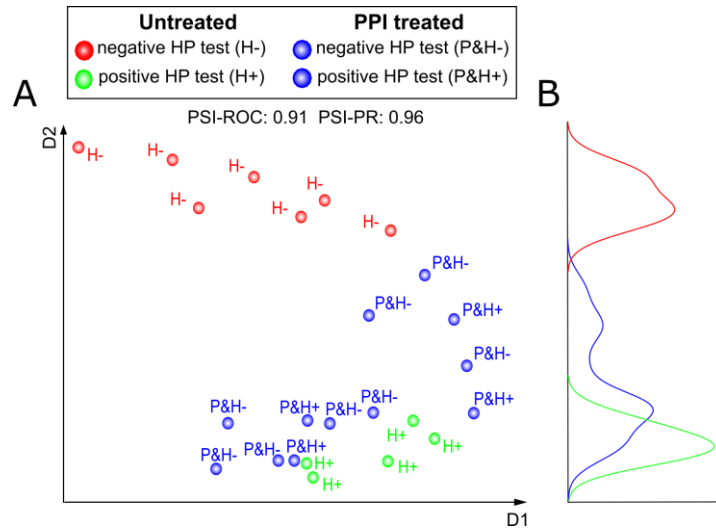 Untreated PPI treated
negative HP test (H-) negative HP test (P&H-)
positive HP test (H+) positive HP test (P&H+)
A B
PSI-ROC: 0.91 PSI-PR: 0.96
D2
H-
H-
H-
H-
H-
H-
H-
P&H-
P&H-
P&H+
P&H-
P&H-
P&H+
P&H-
P&H+
P&H-
H+
H+
P&H-
P&H-
P&H+
H+
H+
H+
D1